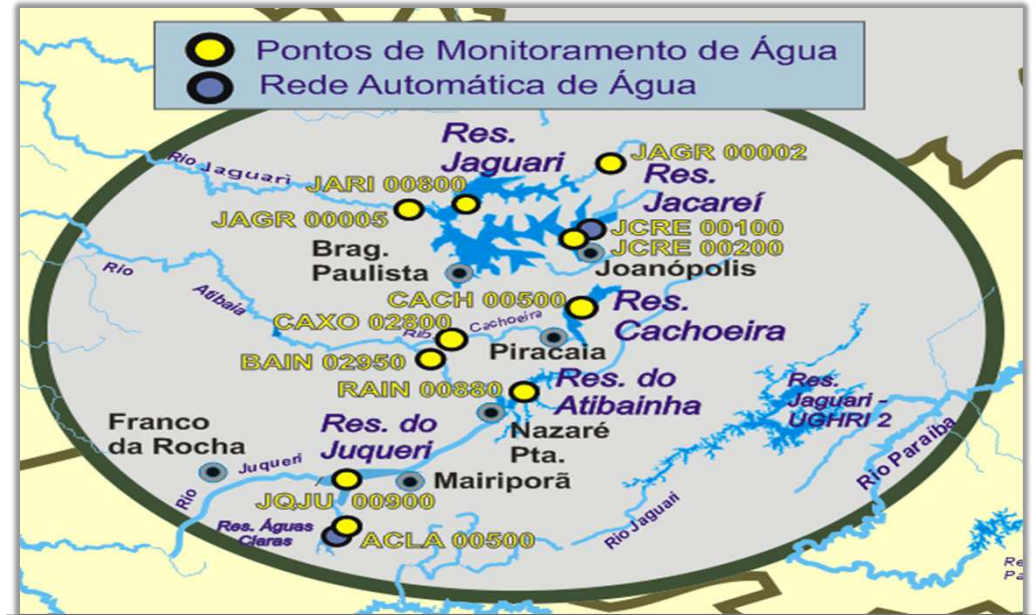 Pontos de Monitoramento de Água
Rede Automática de Água
Res.
Jaguari
JAGR 00002
Rio Jaguari
Res.
Jacareí
JARI 00800
JAGR 00005
JCRE 00100
JCRE 00200
Brag.
Paulista
Joanópolis
Rio
Atibaia
CACH 00500
Res.
Cachoeira
CAXO 02800
Rib. Cachoeira
Piracaia
BAIN 02950
RAIN 00880
Res. do
Atibainha
Res.
Jaguari -
UGHRI 2
Franco
da Rocha
Res. do
Juqueri
Nazaré
Pta.
Rio Paraíba
Rio Juqueri
Mairiporã
JQJU 00900
Res. Águas
Claras
ACLA 00500
Rio Jaguari